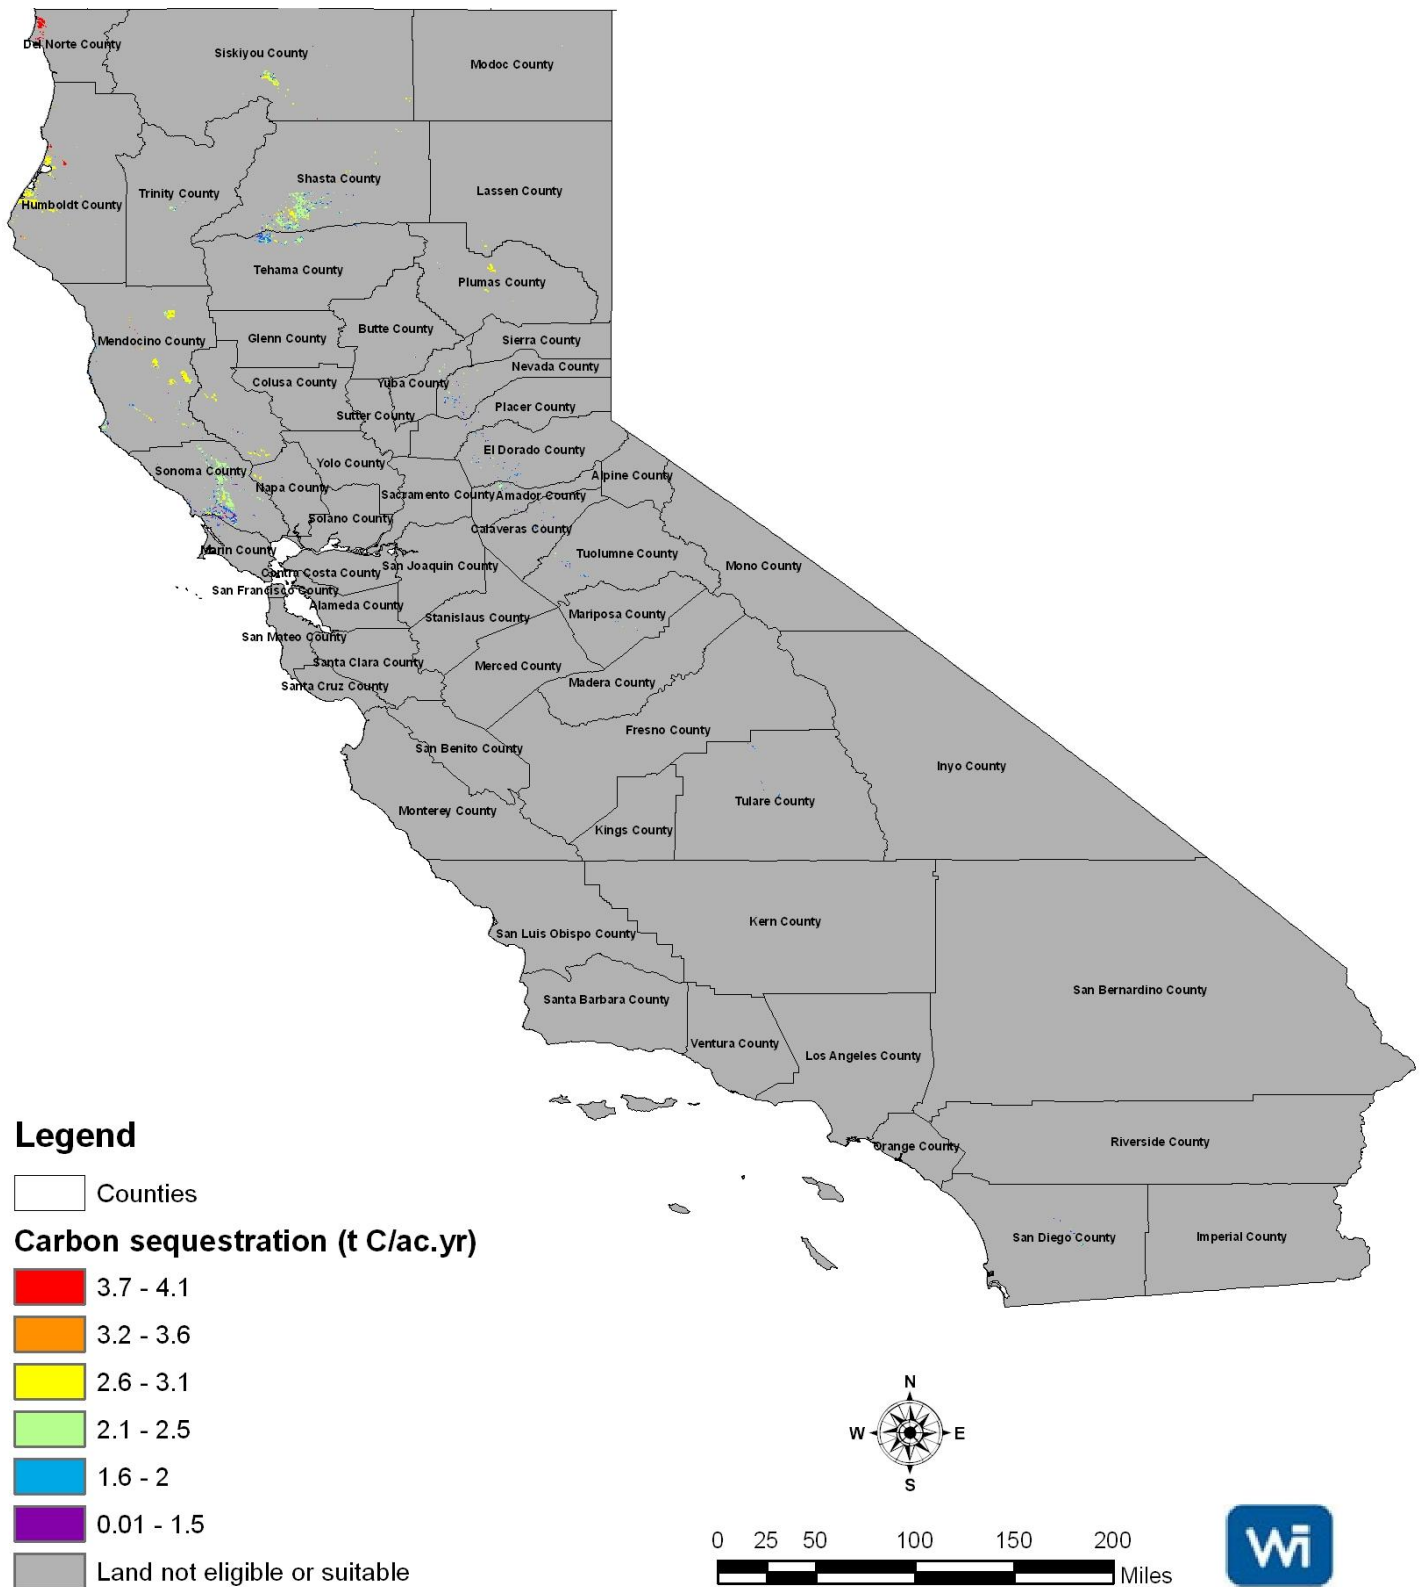 Del Norte County
Siskiyou County
Modoc County
Humboldt County
Trinity County
Shasta County
Lassen County
Tehama County
Plumas County
Mendocino County
Glenn County
Butte County
Sierra County
Nevada County
Colusa County
Yuba County
Placer County
Sutter County
El Dorado County
Sonoma County
Yolo County
Alpine County
Napa County
Sacramento County
Amador County
Solano County
Calaveras County
Marin County
Tuolumne County
Contra Costa County
San Joaquin County
Mono County
San Francisco County
Alameda County
Stanislaus County
Mariposa County
San Mateo County
Santa Clara County
Merced County
Santa Cruz County
Madera County
San Benito County
Fresno County
Inyo County
Monterey County
Kings County
Tulare County
San Luis Obispo County
Kern County
Santa Barbara County
San Bernardino County
Ventura County
Los Angeles County
Orange County
Riverside County
San Diego County
Imperial County
Legend
Counties
Carbon sequestration (t C/ac.yr)
3.7 - 4.1
3.2 - 3.6
2.6 - 3.1
2.1 - 2.5
1.6 - 2
0.01 - 1.5
Land not eligible or suitable
N
W E
S
0 25 50 100 150 200
Miles
Wi